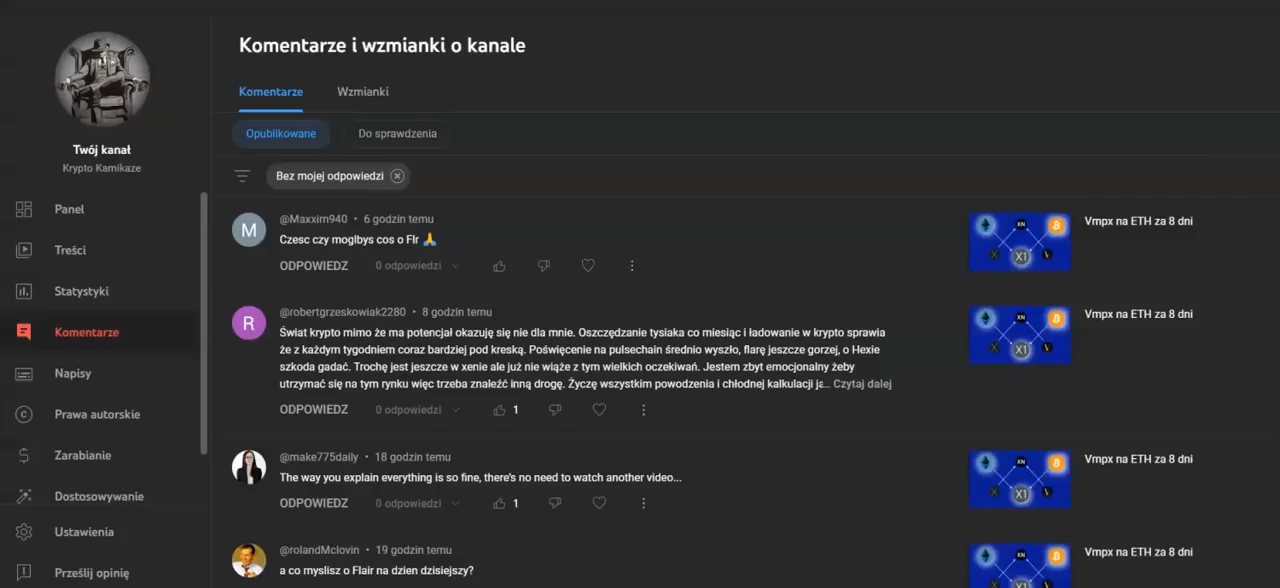 Komentarze i wzmianki o kanale
Komentarze
Wzmianki
Opublikowane
Do sprawdzenia
Bez mojej odpowiedzi
Twój kanał
Krypto Kamikaze
Panel
Treści
Statystyki
Komentarze
Napisy
Prawa autorskie
Zarabianie
Dostosowywanie
Ustawienia
Prześlij opinię
M
@Maxxim940 • 6 godzin temu
Czesc czy moglbys cos o Flr 🙏
ODPOWIEDZ 0 odpowiedzi
X1
Vmpx na ETH za 8 dni
R
@robertgrzeskowiak2280 • 8 godzin temu
Świat krypto mimo że ma potencjał okazuję się nie dla mnie. Oszczędzanie tysiaka co miesiąc i ładowanie w krypto sprawia
że z każdym tygodniem coraz bardziej pod kreską. Poświęcenie na pulsechain średnio wyszło, flarę jeszcze gorzej, o Hexie
szkoda gadać. Trochę jest jeszcze w xenie ale już nie wiąże z tym wielkich oczekiwań. Jestem zbyt emocjonalny żeby
utrzymać się na tym rynku więc trzeba znaleźć inną drogę. Życzę wszystkim powodzenia i chłodnej kalkulacji ja... Czytaj dalej
ODPOWIEDZ 0 odpowiedzi 1
X1
Vmpx na ETH za 8 dni
@make775daily • 18 godzin temu
The way you explain everything is so fine, there's no need to watch another video...
ODPOWIEDZ 0 odpowiedzi 1
X1
Vmpx na ETH za 8 dni
@rolandMclovin • 19 godzin temu
a co myslisz o Flair na dzien dzisiejszy?
X1
Vmpx na ETH za 8 dni